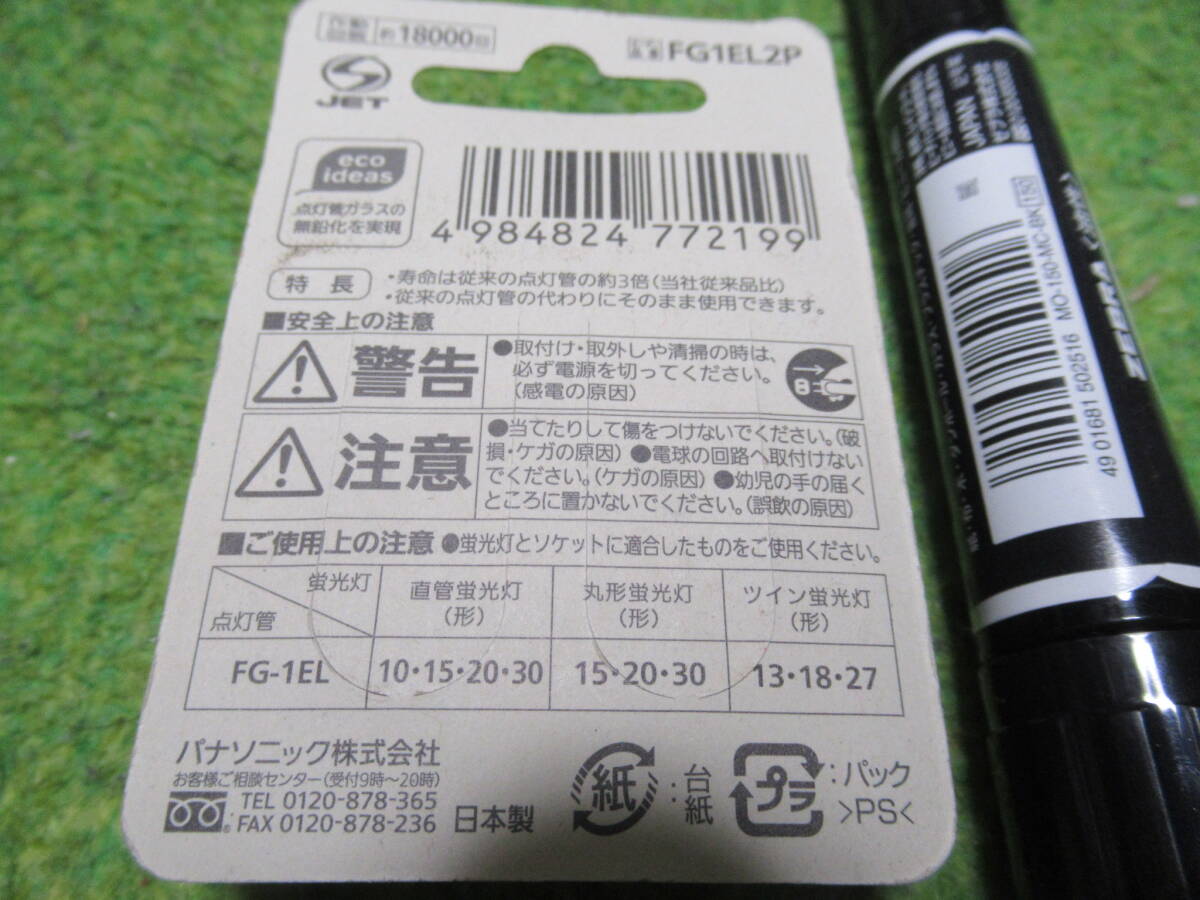 約18000回
品番 FG1EL2P
JET
eco
ideas
点灯管ガラスの
無鉛化を実現
4 984824 772199
特長
・寿命は従来の点灯管の約3倍(当社従来品比)
・従来の点灯管の代わりにそのまま使用できます。
■安全上の注意
警告
●取付け・取外しや清掃の時は、
必ず電源を切ってください。
(感電の原因)
注意
●当てたりして傷をつけないでください。(破
損・ケガの原因) ●電球の回路へ取付けない
でください。(ケガの原因) ●幼児の手の届く
ところに置かないでください。(誤飲の原因)
■ご使用上の注意 ●蛍光灯とソケットに適合したものをご使用ください。
蛍光灯
点灯管
直管蛍光灯
(形)
丸形蛍光灯
(形)
ツイン蛍光灯
(形)
FG-1EL
10・15・20・30
15・20・30
13・18・27
パナソニック株式会社
お客様ご相談センター(受付9時〜20時)
TEL 0120-878-365
FAX 0120-878-236
日本製
紙
:台紙
プラ
:パック
>PS<
JAPAN
ゼブラ株式会社
MO-150-MC-BK 150
49 01681 502516
ZEBRA